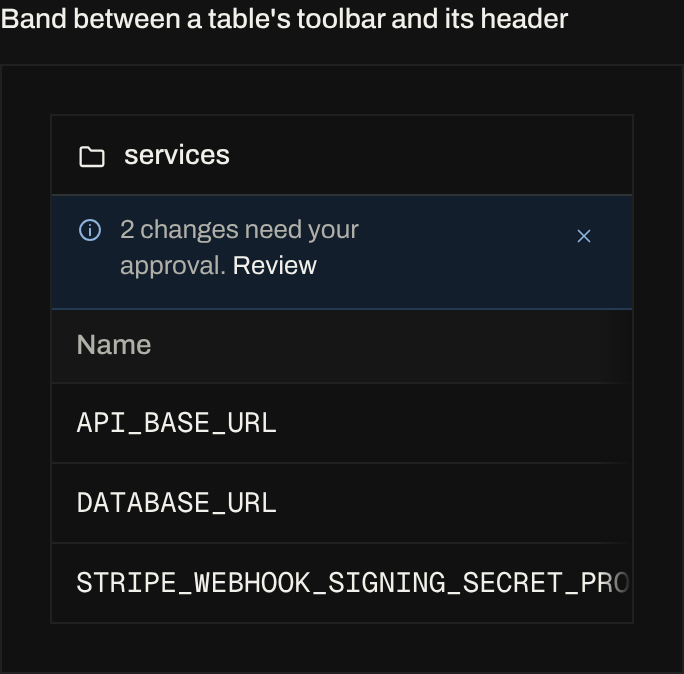 Band between a table's toolbar and its header
services
2 changes need your
approval. Review
Name
API_BASE_URL
DATABASE_URL
STRIPE_WEBHOOK_SIGNING_SECRET_PRO